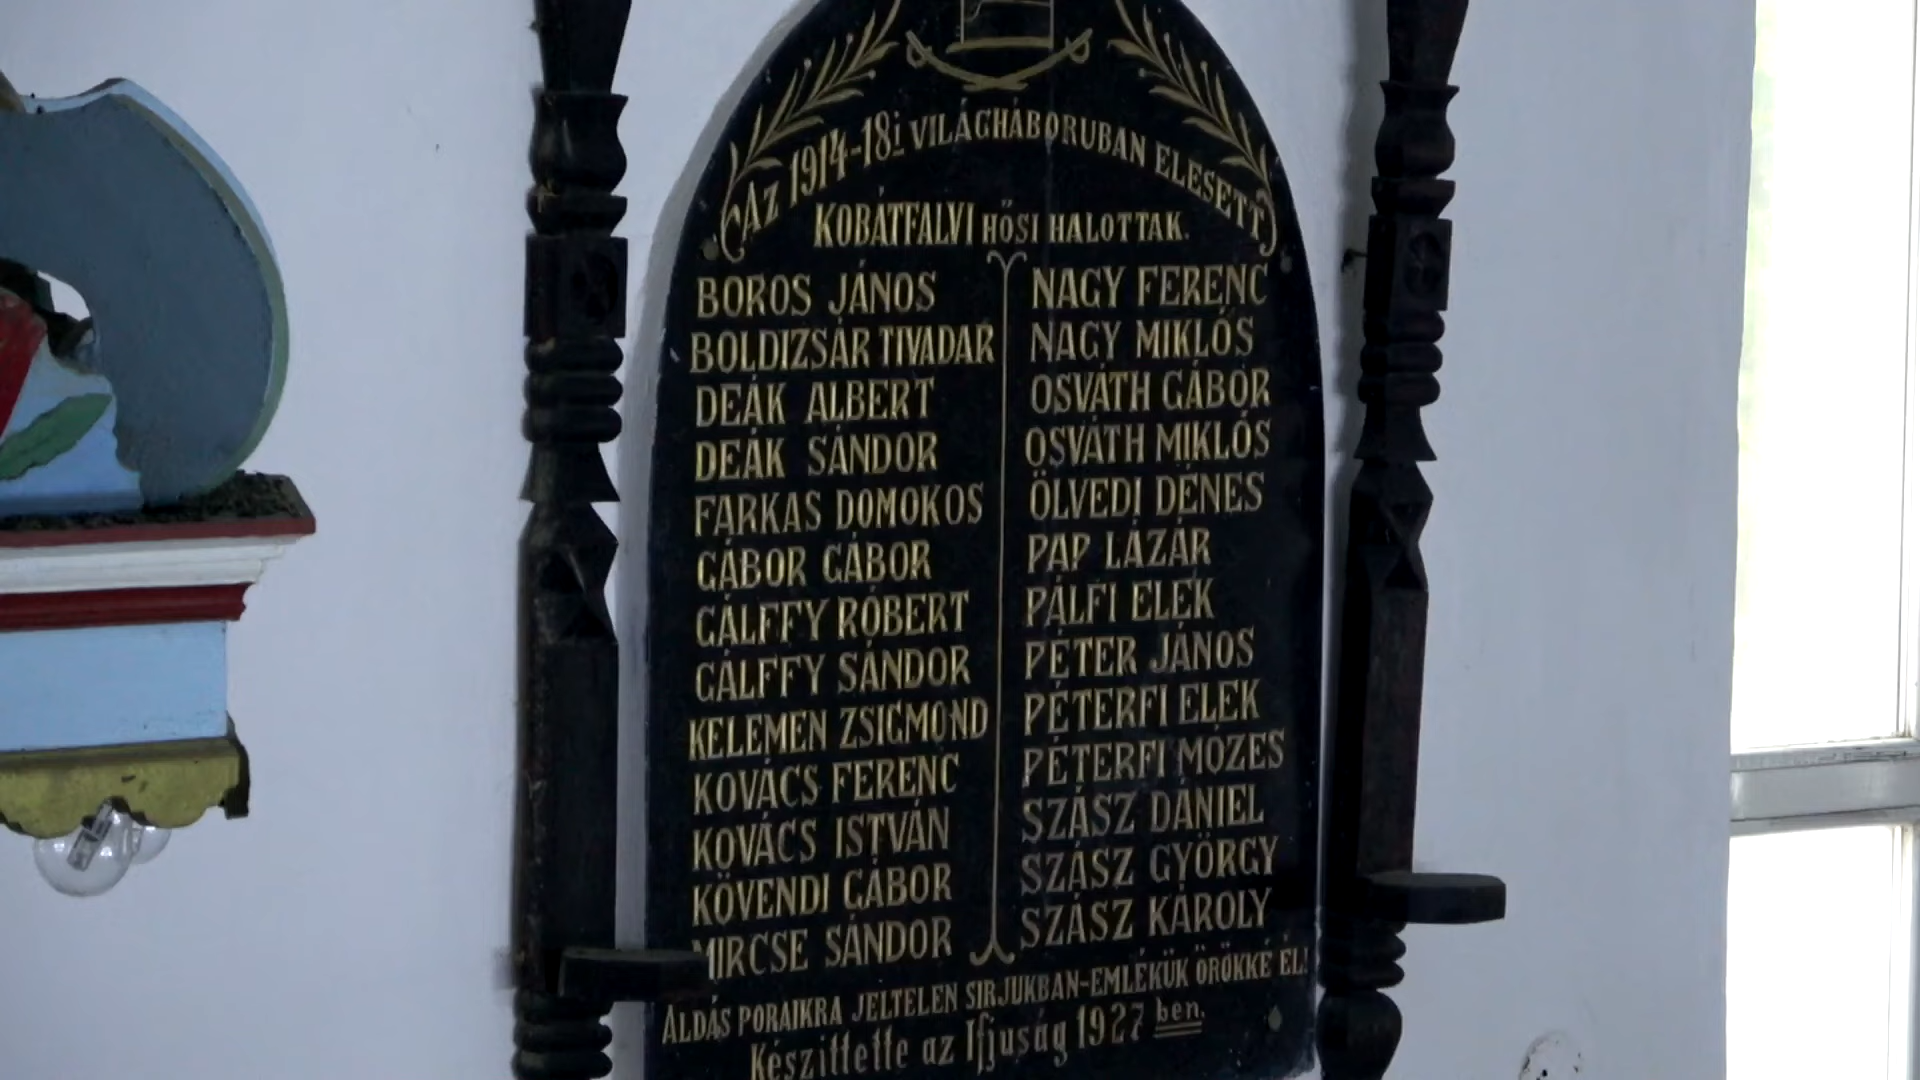 Az 1914-18i VILÁGHÁBORUBAN ELESETT
KOBÁTFALVI HŐSI HALOTTAK.
BOROS JÁNOS
BOLDIZSÁR TIVADAR
DEÁK ALBERT
DEÁK SÁNDOR
FARKAS DOMOKOS
GÁBOR GÁBOR
GÁLFFY RÓBERT
GÁLFFY SÁNDOR
KELEMEN ZSIGMOND
KOVÁCS FERENC
KOVÁCS ISTVÁN
KÖVENDI GÁBOR
MIRCSE SÁNDOR
NAGY FERENC
NAGY MIKLÓS
OSVÁTH GÁBOR
OSVÁTH MIKLÓS
ÖLVEDI DÉNES
PAP LÁZÁR
PÁLFI ELEK
PÉTER JÁNOS
PÉTERFI ELEK
PÉTERFI MÓZES
SZÁSZ DÁNIEL
SZÁSZ GYÖRGY
SZÁSZ KÁROLY
ÁLDÁS PORAIKRA JELTELEN SIRJUKBAN-EMLÉKÜK ÖRÖKKÉ ÉL!
Készittette az Ifjuság 1927 ben.